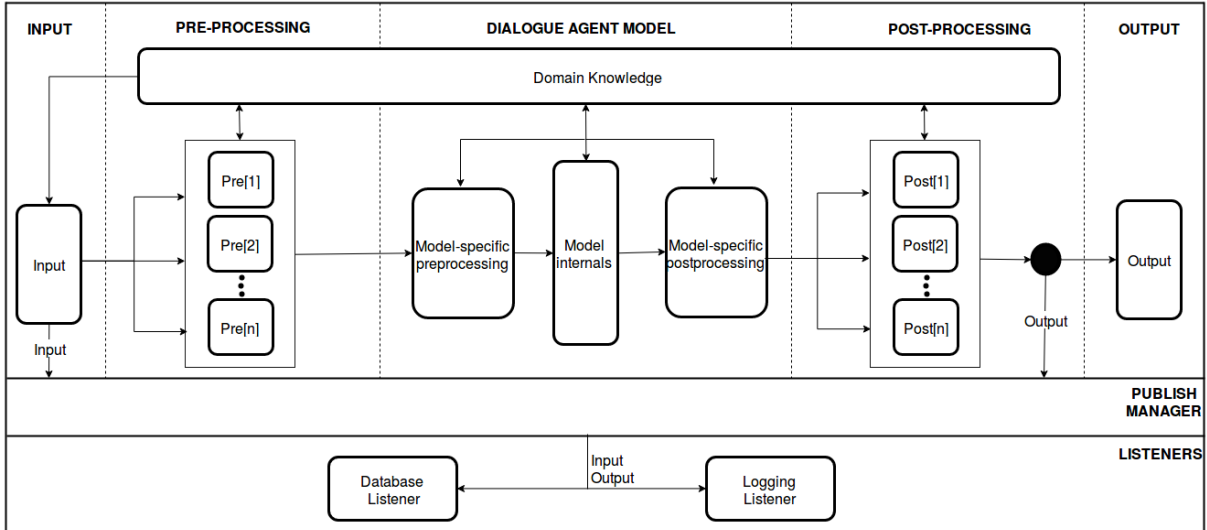 INPUT
PRE-PROCESSING
DIALOGUE AGENT MODEL
POST-PROCESSING
OUTPUT
Domain Knowledge
Pre[1]
Pre[2]
Pre[n]
Input
Input
Model-specific
preprocessing
Model
internals
Model-specific
postprocessing
Post[1]
Post[2]
Post[n]
Output
Output
PUBLISH
MANAGER
LISTENERS
Input
Output
Database
Listener
Logging
Listener